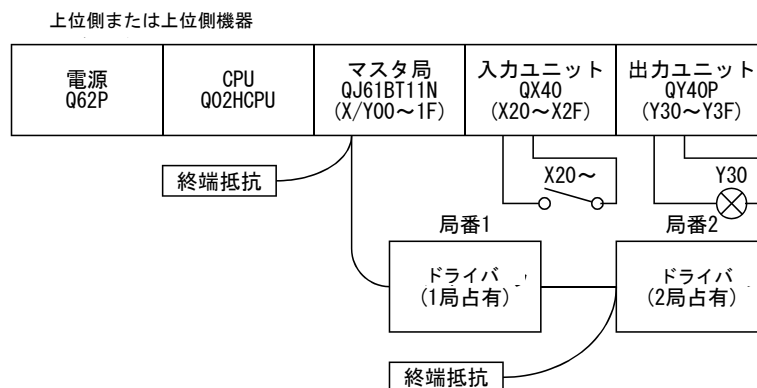 上位側または上位側機器
電源
Q62P
CPU
Q02HCPU
マスタ局
QJ61BT11N
(X/Y00～1F)
入力ユニット
QX40
(X20～X2F)
出力ユニット
QY40P
(Y30～Y3F)
終端抵抗
X20～
Y30
局番1
局番2
ドライバ
(1局占有)
ドライバ
(2局占有)
終端抵抗